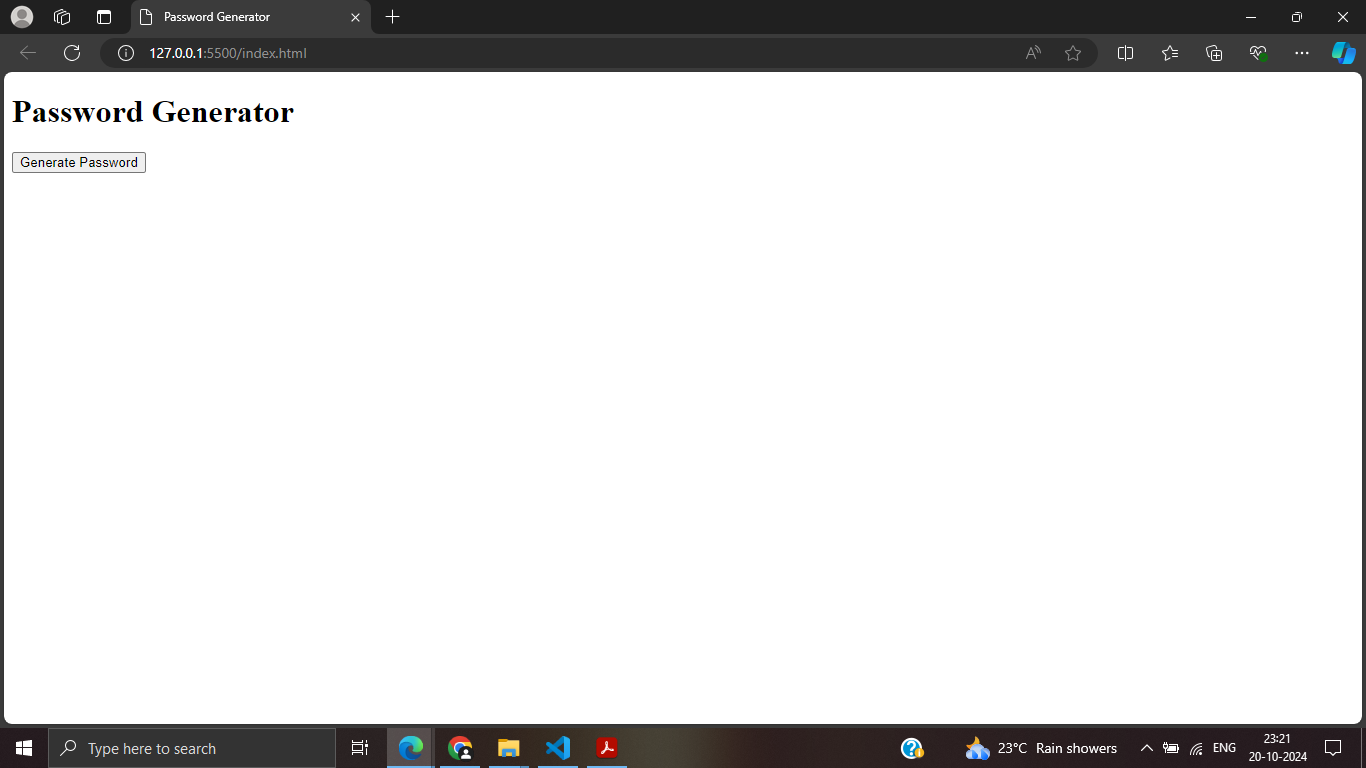 Password Generator
127.0.0.1:5500/index.html
Password Generator
Generate Password
Type here to search
23°C Rain showers
ENG
23:21
20-10-2024